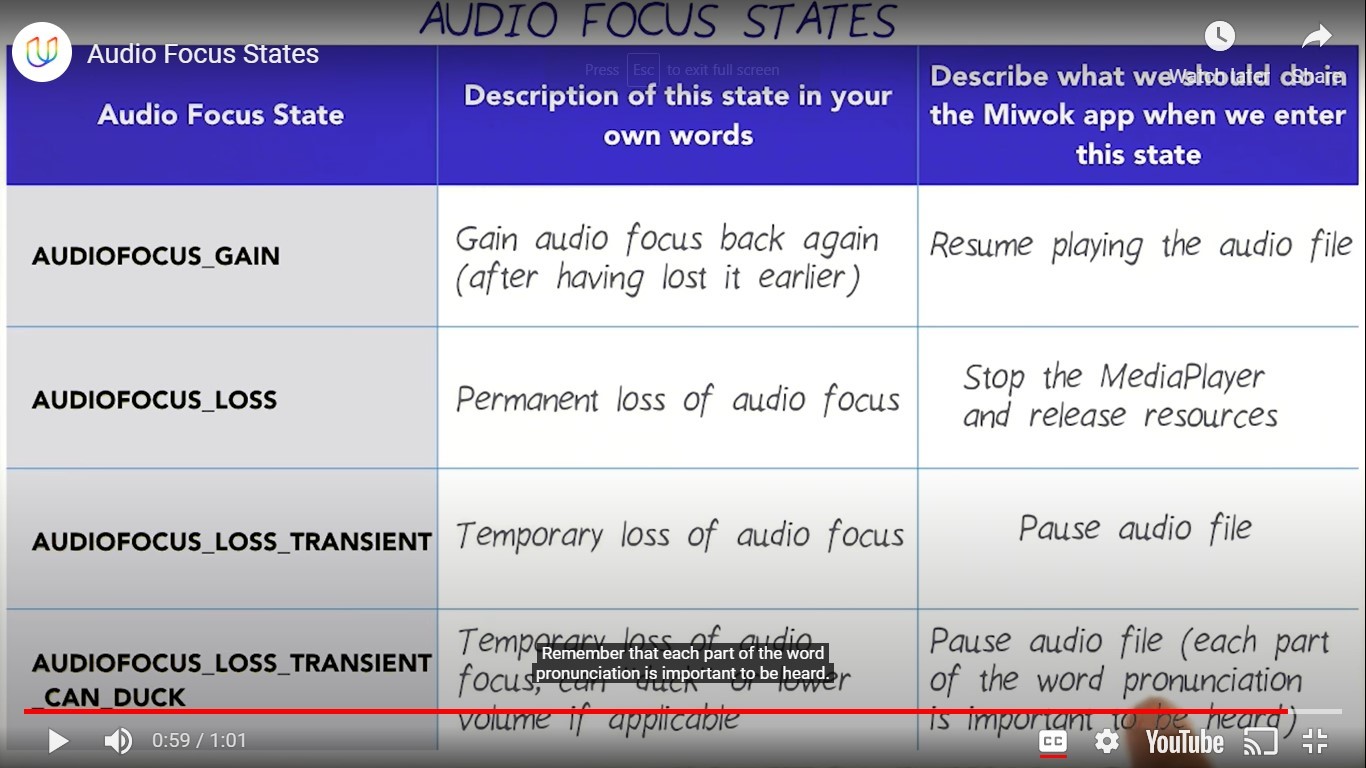 AUDIO FOCUS STATES
Audio Focus States
Press Esc to exit full screen
Watch later
Share
Audio Focus State
Description of this state in your
own words
Describe what we should do in
the Miwok app when we enter
this state
AUDIOFOCUS_GAIN
Gain audio focus back again
(after having lost it earlier)
Resume playing the audio file
AUDIOFOCUS_LOSS
Permanent loss of audio focus
Stop the MediaPlayer
and release resources
AUDIOFOCUS_LOSS_TRANSIENT
Temporary loss of audio focus
Pause audio file
AUDIOFOCUS_LOSS_TRANSIENT
_CAN_DUCK
Temporary loss of audio
focus, can "duck" or lower
volume if applicable
Pause audio file (each part
of the word pronunciation
is important to be heard)
Remember that each part of the word
pronunciation is important to be heard.
0:59 / 1:01
CC
YouTube